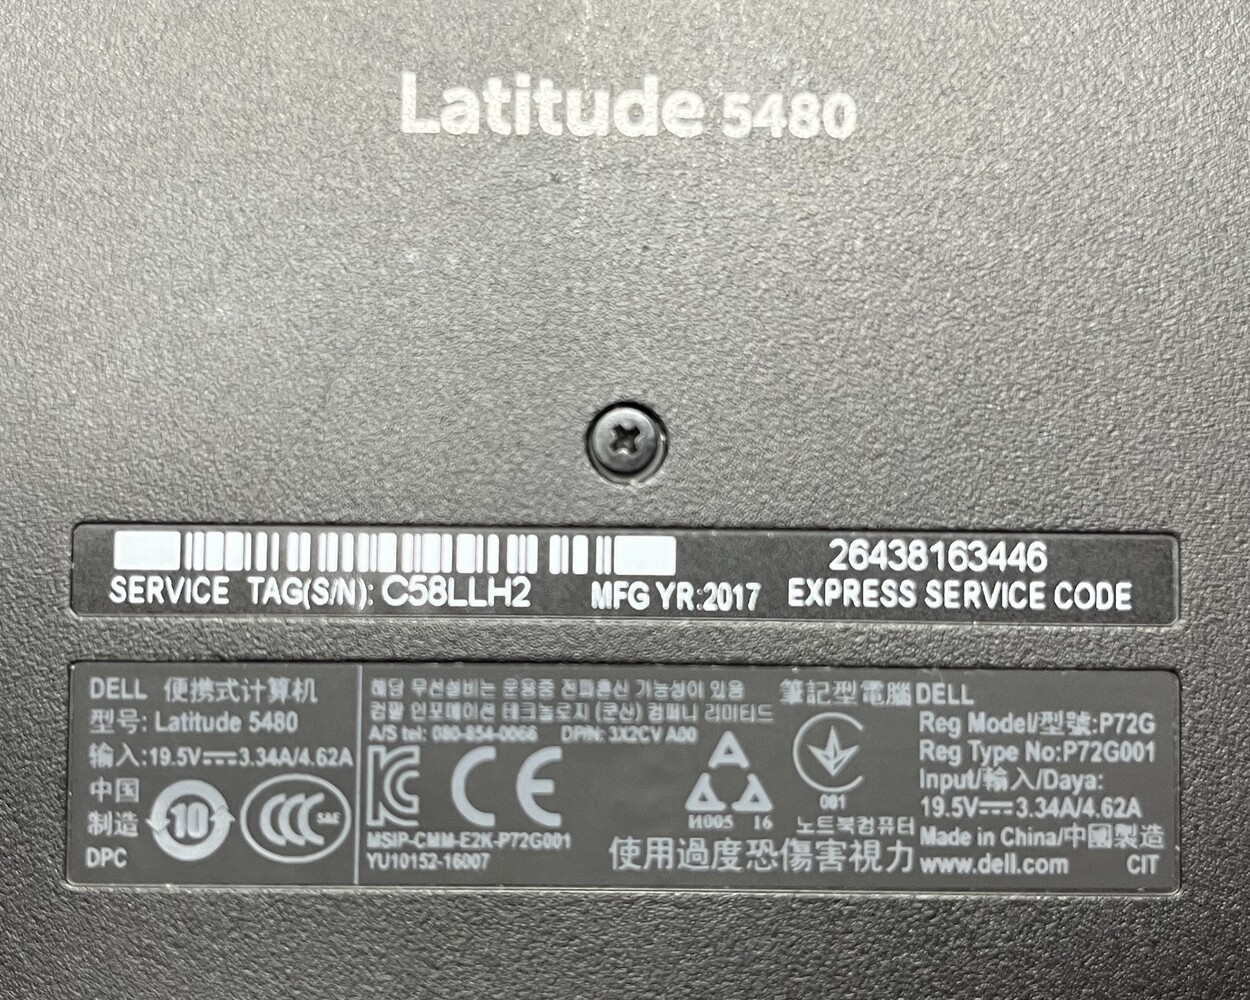 Latitude 5480
26438163446
SERVICE TAG(S/N): C58LLH2 MFG YR:2017 EXPRESS SERVICE CODE
DELL 便携式计算机
型号: Latitude 5480
输入:19.5V⎓3.34A/4.62A
中国
制造
DPC
10
CCC S&E
해당 무선설비는 운용중 전파혼신 가능성이 있음
컴팔 인포메이션 테크놀로지 (쿤산) 컴퍼니 리미티드
A/S tel: 080-854-0066 DPN: 3X2CV A00
CE
MSIP-CMM-E2K-P72G001
YU10152-16007
筆記型電腦 DELL
001
И005 16
노트북컴퓨터
使用過度恐傷害視力
Reg Model/型號:P72G
Reg Type No:P72G001
Input/輸入/Daya:
19.5V⎓3.34A/4.62A
Made in China/中國製造
www.dell.com CIT